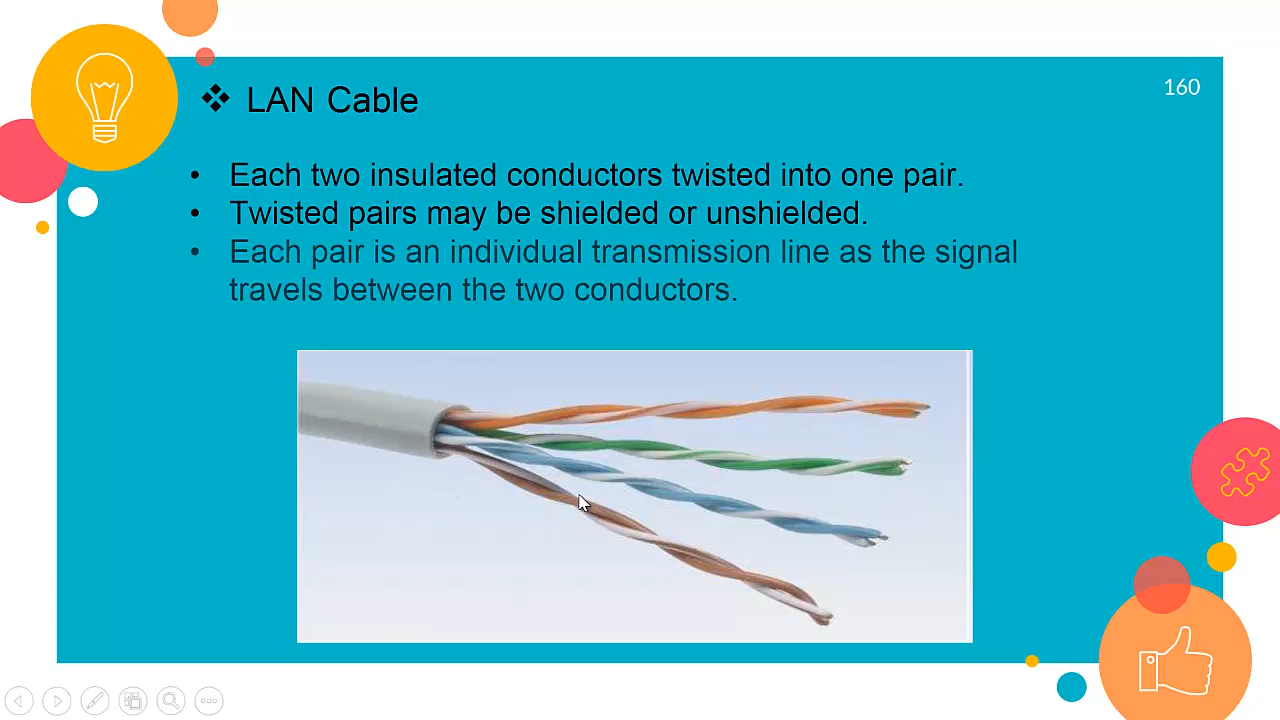 ❖ LAN Cable
160
• Each two insulated conductors twisted into one pair.
• Twisted pairs may be shielded or unshielded.
• Each pair is an individual transmission line as the signal
travels between the two conductors.